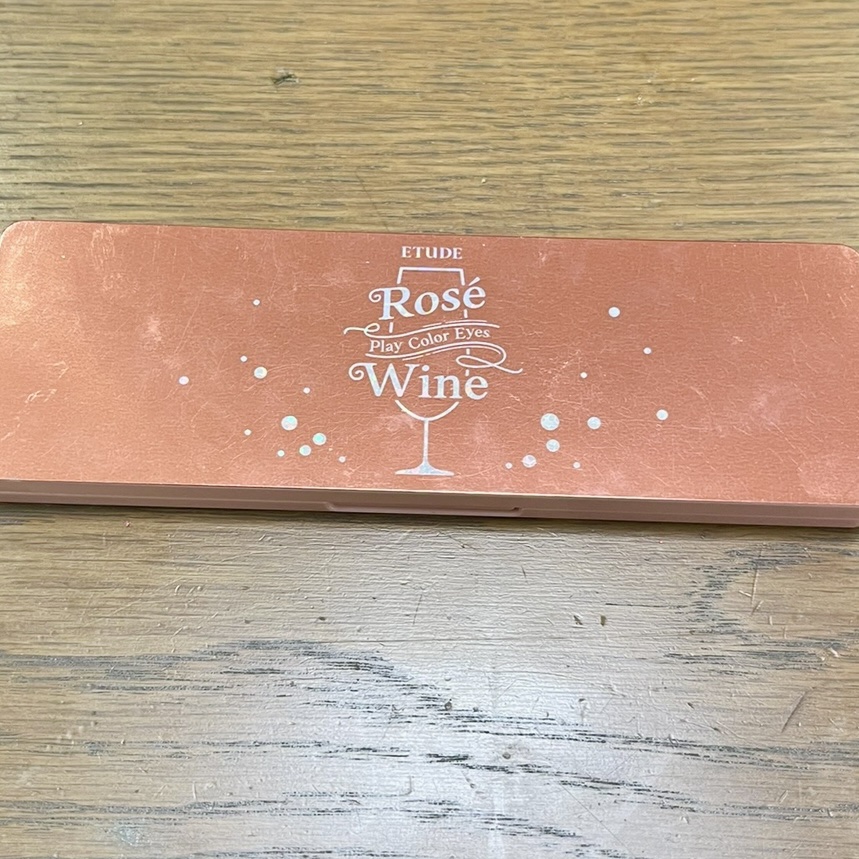 ETUDE
Rosé
Play Color Eyes
Wine